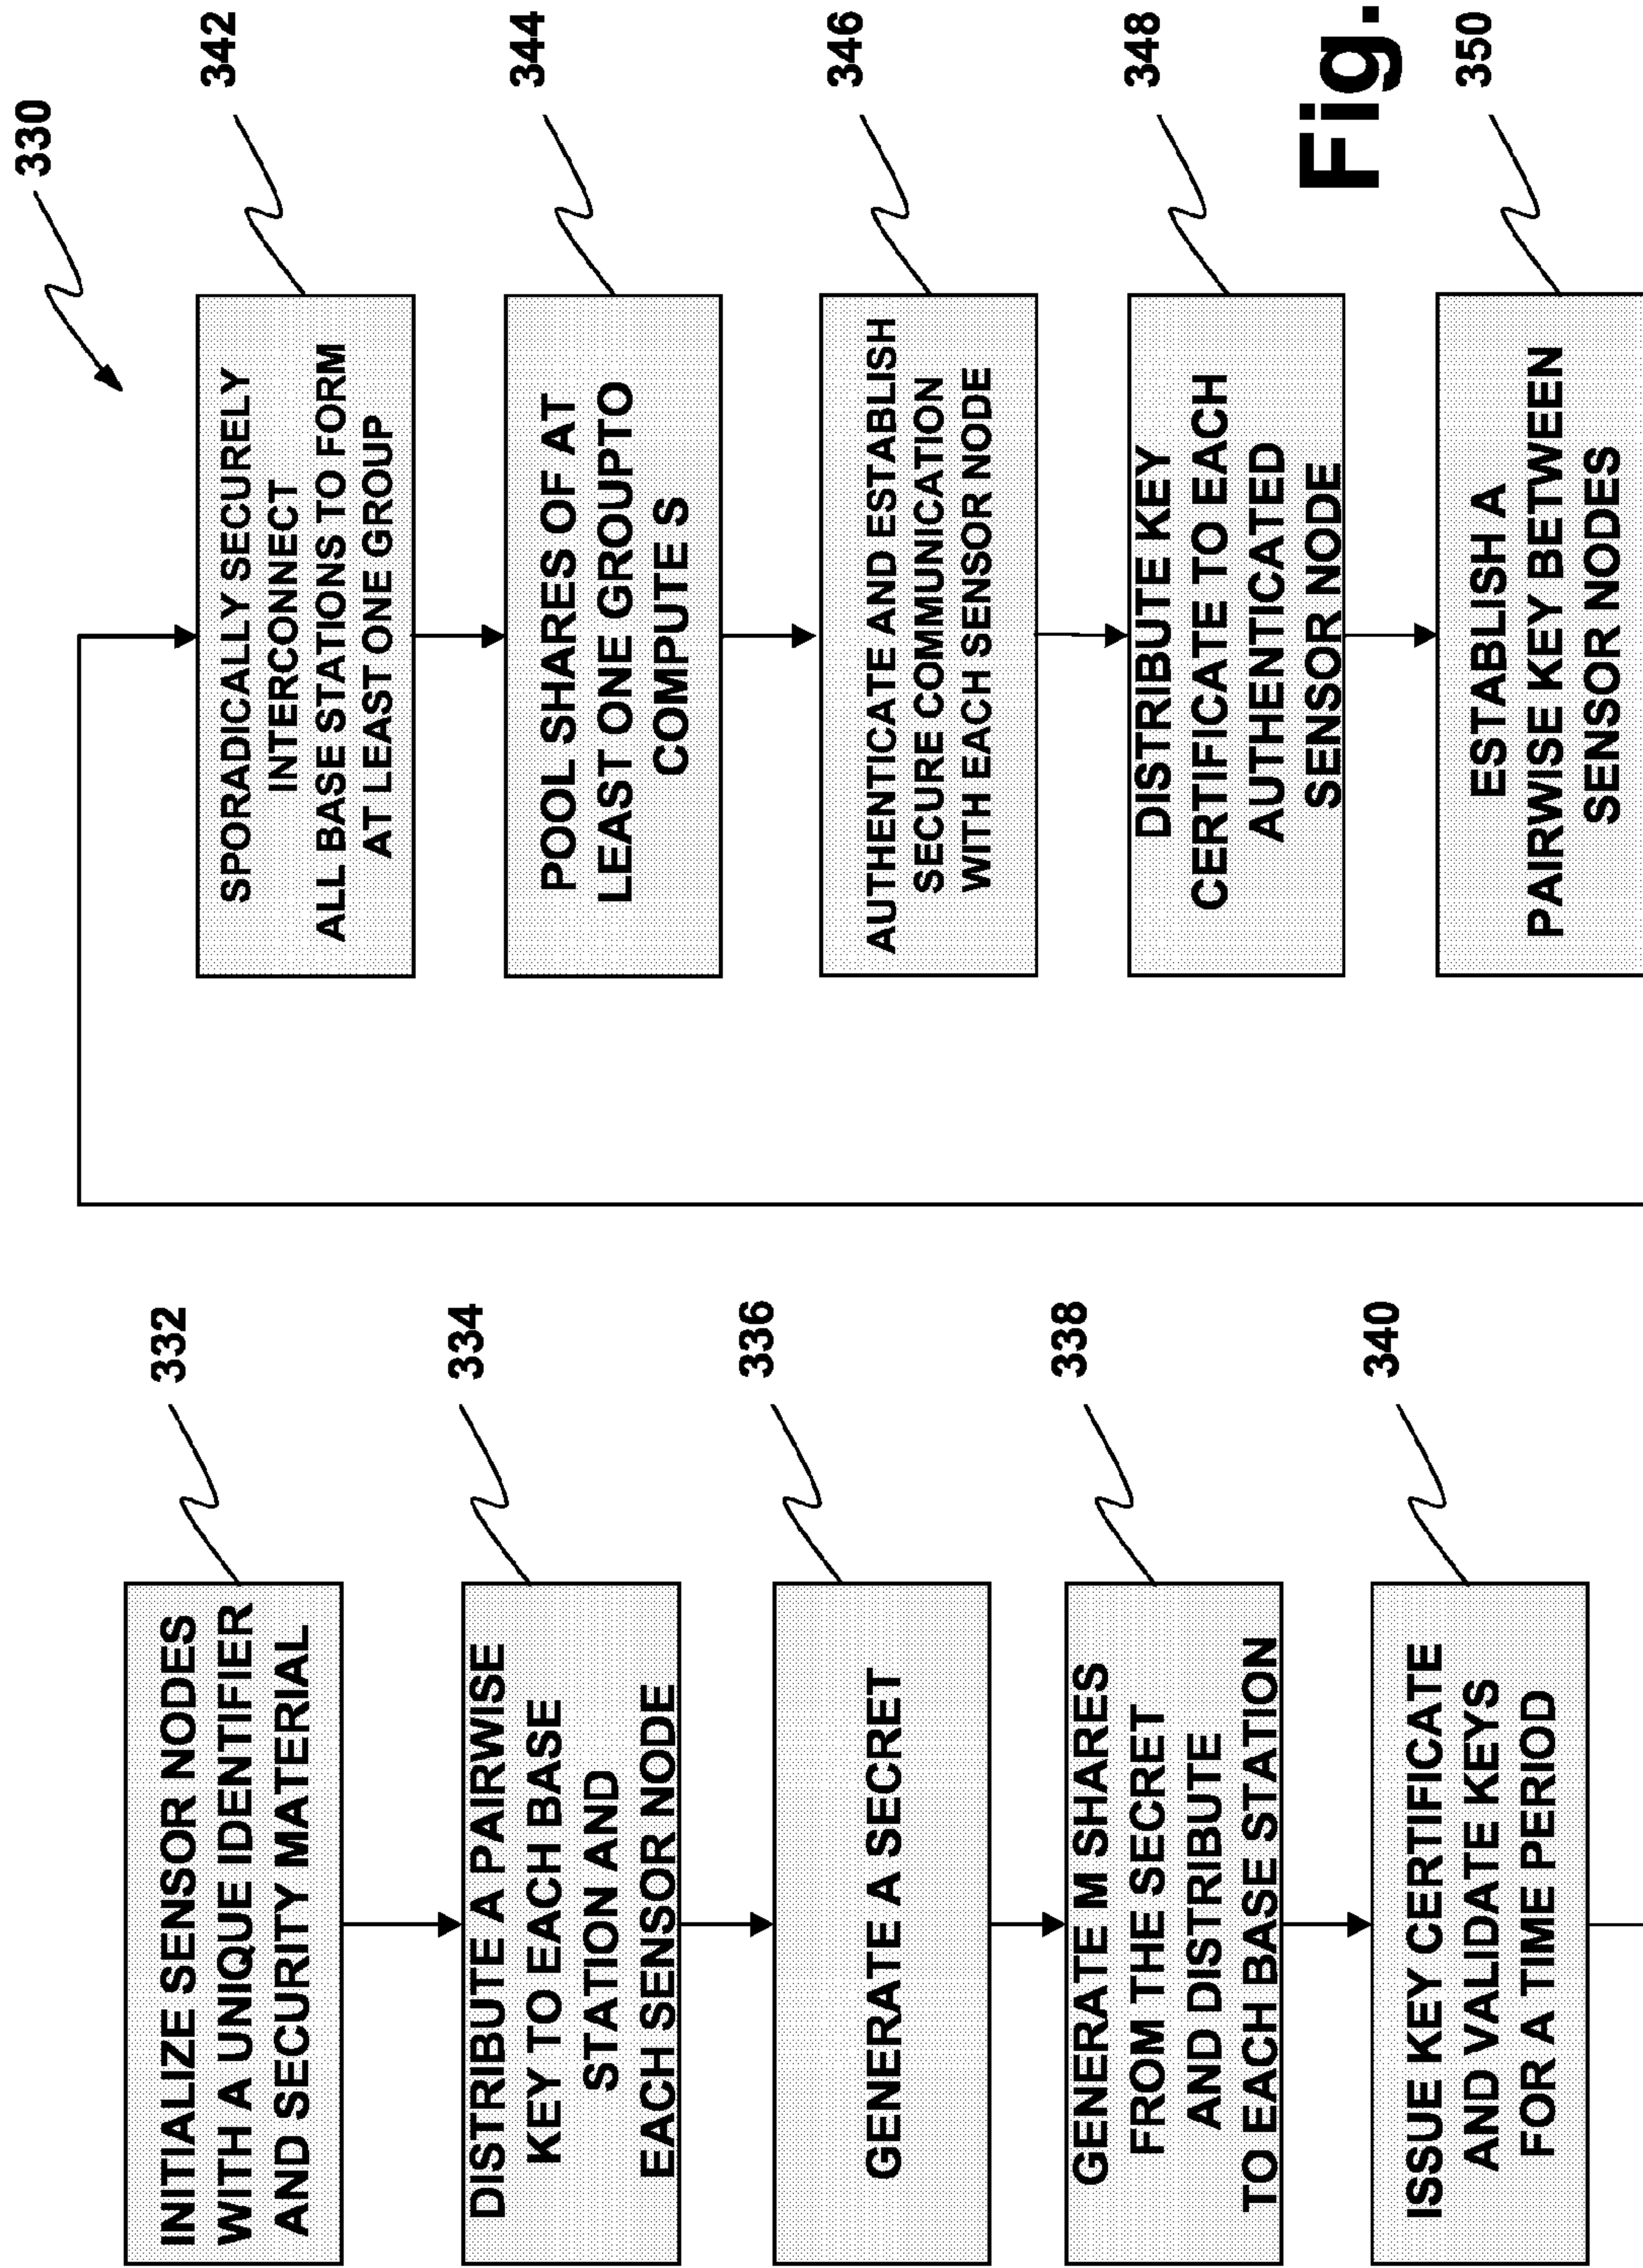 330
INITIALIZE SENSOR NODES
WITH A UNIQUE IDENTIFIER
AND SECURITY MATERIAL
332
DISTRIBUTE A PAIRWISE
KEY TO EACH BASE
STATION AND
EACH SENSOR NODE
334
GENERATE A SECRET
336
GENERATE M SHARES
FROM THE SECRET
AND DISTRIBUTE
TO EACH BASE STATION
338
ISSUE KEY CERTIFICATE
AND VALIDATE KEYS
FOR A TIME PERIOD
340
SPORADICALLY SECURELY
INTERCONNECT
ALL BASE STATIONS TO FORM
AT LEAST ONE GROUP
342
POOL SHARES OF AT
LEAST ONE GROUPTO
COMPUTE S
344
AUTHENTICATE AND ESTABLISH
SECURE COMMUNICATION
WITH EACH SENSOR NODE
346
DISTRIBUTE KEY
CERTIFICATE TO EACH
AUTHENTICATED
SENSOR NODE
348
ESTABLISH A
PAIRWISE KEY BETWEEN
SENSOR NODES
350
Fig.